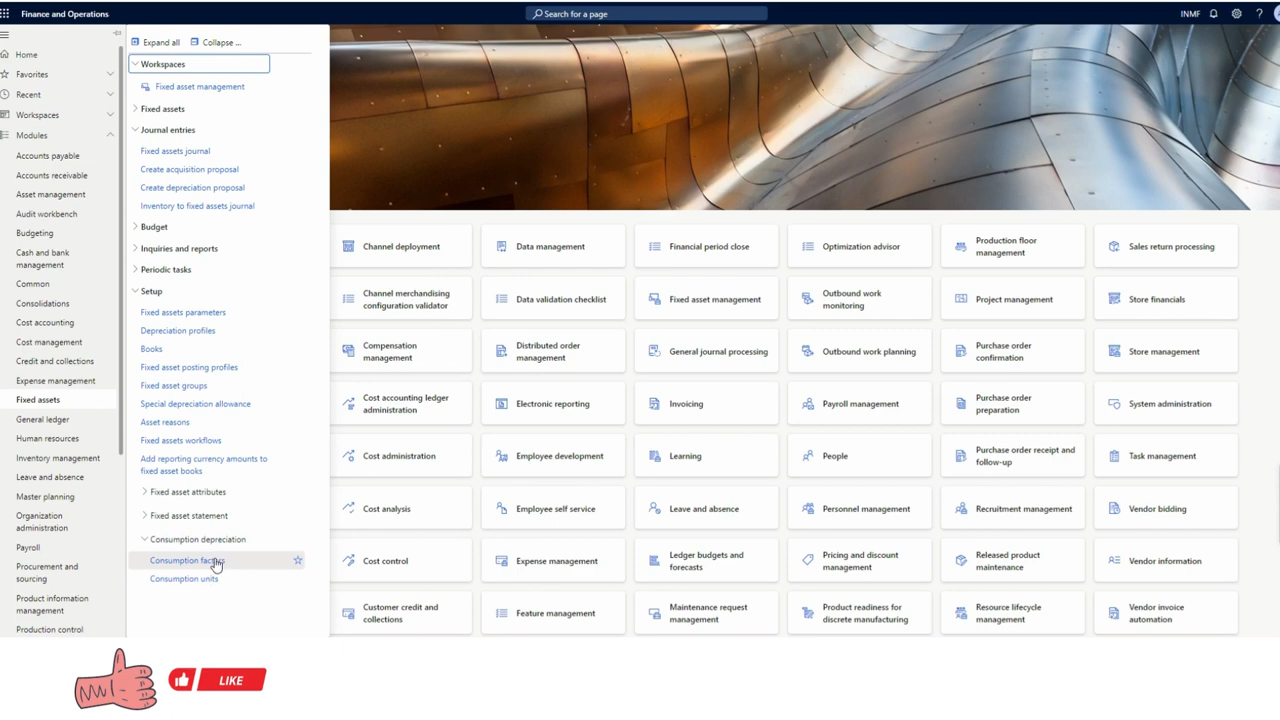 Finance and Operations
Search for a page
INMF
?
Expand all
Collapse ...
Home
Favorites
Recent
Workspaces
Modules
Accounts payable
Accounts receivable
Asset management
Audit workbench
Budgeting
Cash and bank
management
Common
Consolidations
Cost accounting
Cost management
Credit and collections
Expense management
Fixed assets
General ledger
Human resources
Inventory management
Leave and absence
Master planning
Organization
administration
Payroll
Procurement and
sourcing
Product information
management
Production control
Workspaces
Fixed asset management
Fixed assets
Journal entries
Fixed assets journal
Create acquisition proposal
Create depreciation proposal
Inventory to fixed assets journal
Budget
Inquiries and reports
Periodic tasks
Setup
Fixed assets parameters
Depreciation profiles
Books
Fixed asset posting profiles
Fixed asset groups
Special depreciation allowance
Asset reasons
Fixed assets workflows
Add reporting currency amounts to
fixed asset books
Fixed asset attributes
Fixed asset statement
Consumption depreciation
Consumption factors
Consumption units
Channel deployment
Data management
Financial period close
Optimization advisor
Production floor
management
Sales return processing
Channel merchandising
configuration validator
Data validation checklist
Fixed asset management
Outbound work
monitoring
Project management
Store financials
Compensation
management
Distributed order
management
General journal processing
Outbound work planning
Purchase order
confirmation
Store management
Cost accounting ledger
administration
Electronic reporting
Invoicing
Payroll management
Purchase order
preparation
System administration
Cost administration
Employee development
Learning
People
Purchase order receipt and
follow-up
Task management
Cost analysis
Employee self service
Leave and absence
Personnel management
Recruitment management
Vendor bidding
Cost control
Expense management
Ledger budgets and
forecasts
Pricing and discount
management
Released product
maintenance
Vendor information
Customer credit and
collections
Feature management
Maintenance request
management
Product readiness for
discrete manufacturing
Resource lifecycle
management
Vendor invoice
automation
LIKE